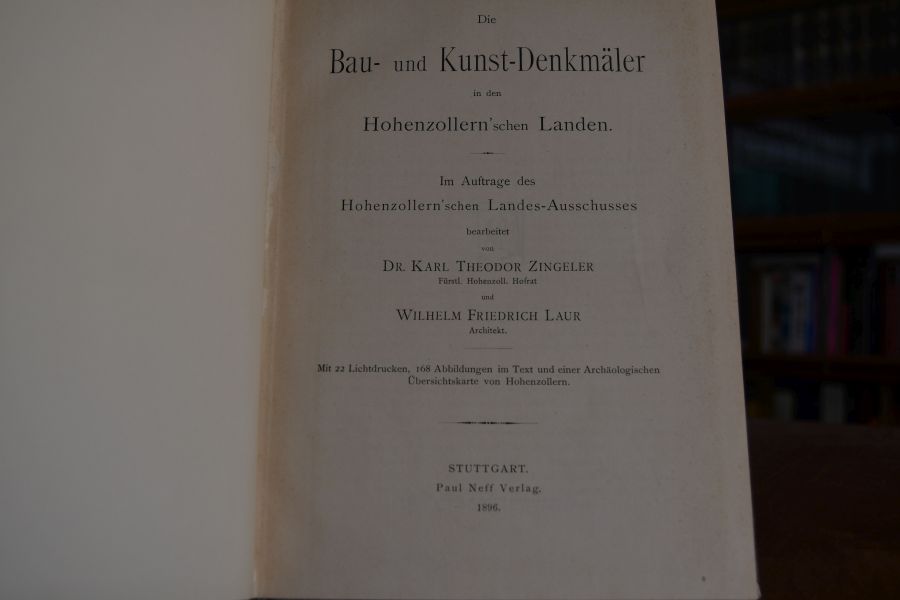 Die
Bau- und Kunst-Denkmäler
in den
Hohenzollern'schen Landen.
Im Auftrage des
Hohenzollern'schen Landes-Ausschusses
bearbeitet
von
DR. KARL THEODOR ZINGELER
Fürstl. Hohenzoll. Hofrat
und
WILHELM FRIEDRICH LAUR
Architekt.
Mit 22 Lichtdrucken, 168 Abbildungen im Text und einer Archäologischen
Übersichtskarte von Hohenzollern.
STUTTGART.
Paul Neff Verlag.
1896.